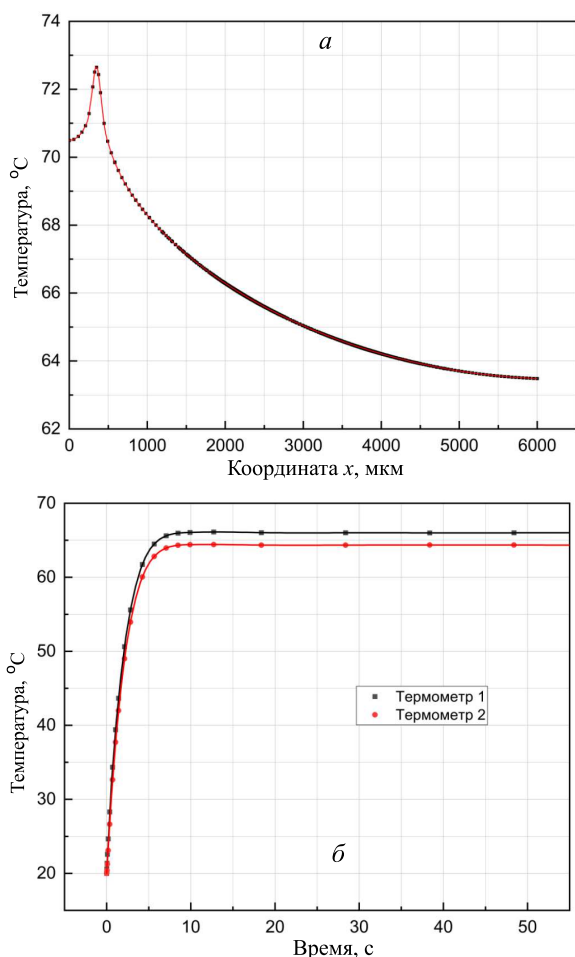 а
74
72
70
68
66
64
62
Температура, °C
0 1000 2000 3000 4000 5000 6000
Координата x, мкм
70
60
50
40
30
20
Температура, °C
Термометр 1
Термометр 2
б
0 10 20 30 40 50
Время, с